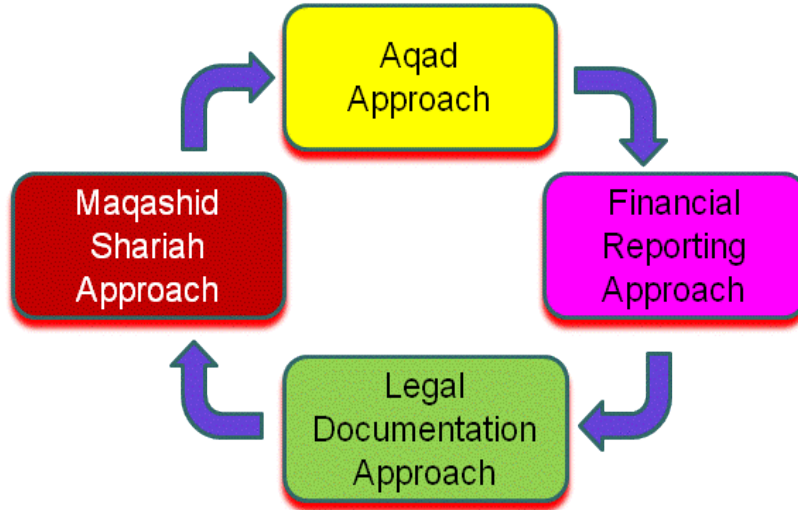 Aqad
Approach
Maqashid
Shariah
Approach
Financial
Reporting
Approach
Legal
Documentation
Approach